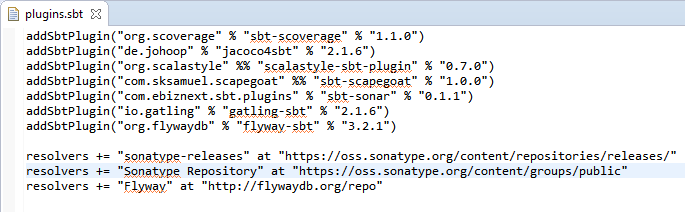 plugins.sbt
addSbtPlugin("org.scoverage" % "sbt-scoverage" % "1.1.0")
addSbtPlugin("de.johoop" % "jacoco4sbt" % "2.1.6")
addSbtPlugin("org.scalastyle" %% "scalastyle-sbt-plugin" % "0.7.0")
addSbtPlugin("com.sksamuel.scapegoat" %% "sbt-scapegoat" % "1.0.0")
addSbtPlugin("com.ebiznext.sbt.plugins" % "sbt-sonar" % "0.1.1")
addSbtPlugin("io.gatling" % "gatling-sbt" % "2.1.6")
addSbtPlugin("org.flywaydb" % "flyway-sbt" % "3.2.1")
resolvers += "sonatype-releases" at "https://oss.sonatype.org/content/repositories/releases/"
resolvers += "Sonatype Repository" at "https://oss.sonatype.org/content/groups/public"
resolvers += "Flyway" at "http://flywaydb.org/repo"